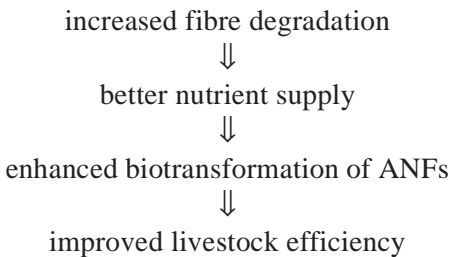 increased fibre degradation
⇓
better nutrient supply
⇓
enhanced biotransformation of ANFs
⇓
improved livestock efficiency